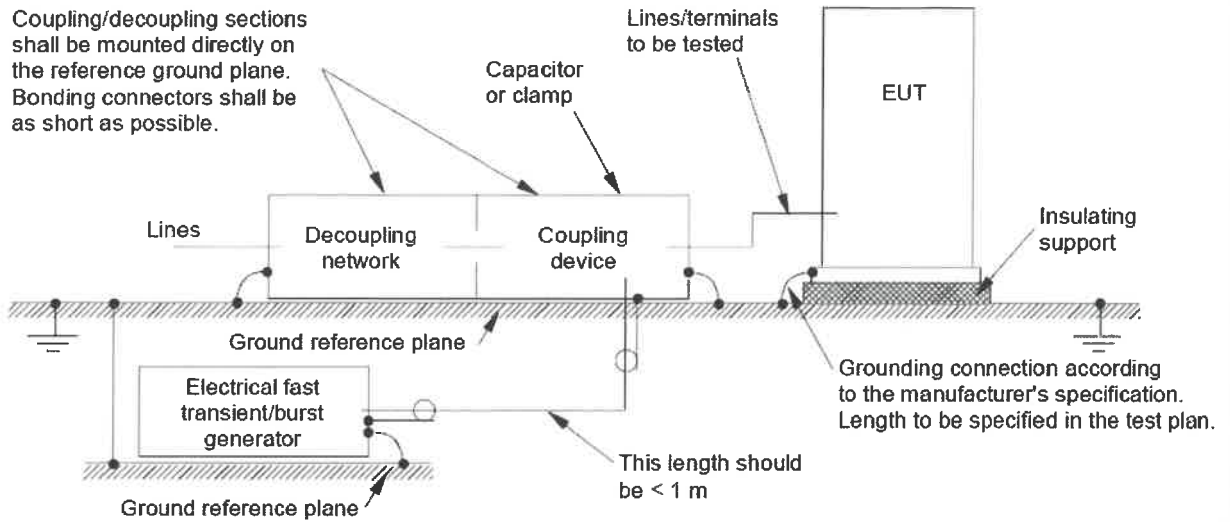 Coupling/decoupling sections
shall be mounted directly on
the reference ground plane.
Bonding connectors shall be
as short as possible.
Capacitor
or clamp
Lines/terminals
to be tested
EUT
Lines
Decoupling
network
Coupling
device
Insulating
support
Ground reference plane
Electrical fast
transient/burst
generator
Grounding connection according
to the manufacturer's specification.
Length to be specified in the test plan.
This length should
be < 1 m
Ground reference plane